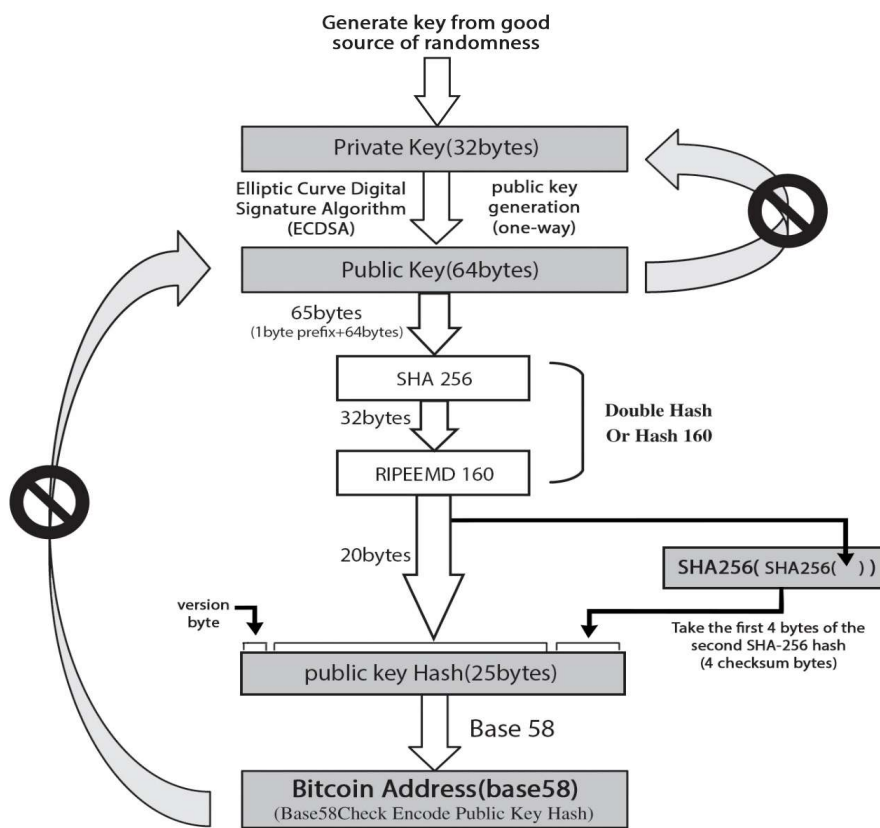 Generate key from good
source of randomness
Private Key(32bytes)
Elliptic Curve Digital
Signature Algorithm
(ECDSA)
public key
generation
(one-way)
Public Key(64bytes)
65bytes
(1byte prefix+64bytes)
SHA 256
32bytes
Double Hash
Or Hash 160
RIPEEMD 160
20bytes
SHA256( SHA256( ) )
version
byte
Take the first 4 bytes of the
second SHA-256 hash
(4 checksum bytes)
public key Hash(25bytes)
Base 58
Bitcoin Address(base58)
(Base58Check Encode Public Key Hash)